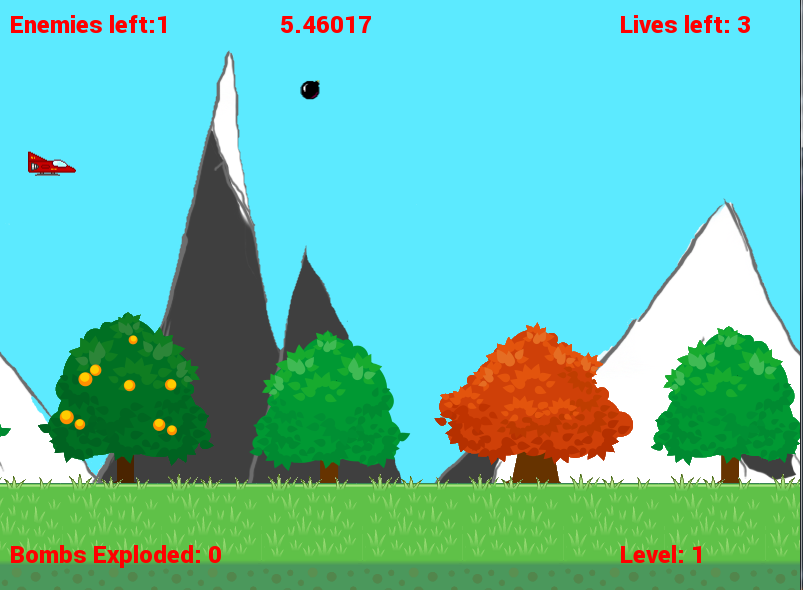 Enemies left:1
5.46017
Lives left: 3
Bombs Exploded: 0
Level: 1